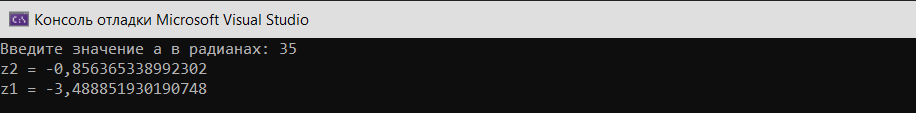 C:\ Консоль отладки Microsoft Visual Studio
Введите значение а в радианах: 35
z2 = -0,856365338992302
z1 = -3,488851930190748